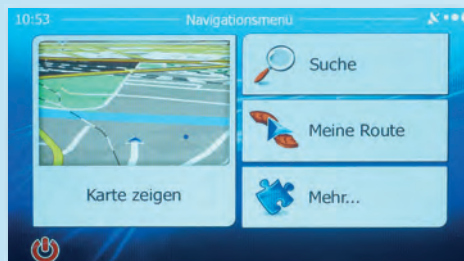 10:53
Navigationsmenü
Suche
Meine Route
Karte zeigen
Mehr...